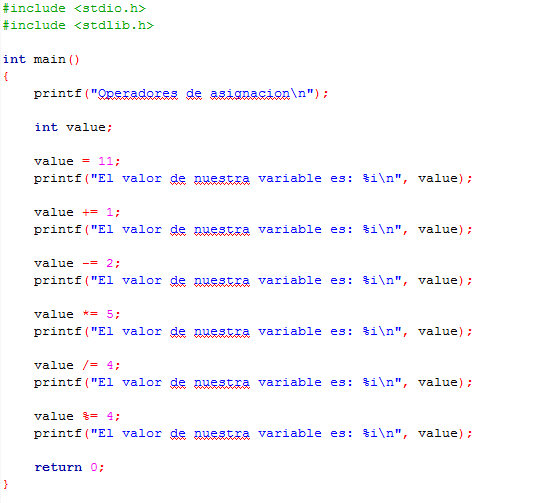 #include <stdio.h>
#include <stdlib.h>
int main()
{
printf("Operadores de asignacion\n");
int value;
value = 11;
printf("El valor de nuestra variable es: %i\n", value);
value += 1;
printf("El valor de nuestra variable es: %i\n", value);
value -= 2;
printf("El valor de nuestra variable es: %i\n", value);
value *= 5;
printf("El valor de nuestra variable es: %i\n", value);
value /= 4;
printf("El valor de nuestra variable es: %i\n", value);
value %= 4;
printf("El valor de nuestra variable es: %i\n", value);
return 0;
}